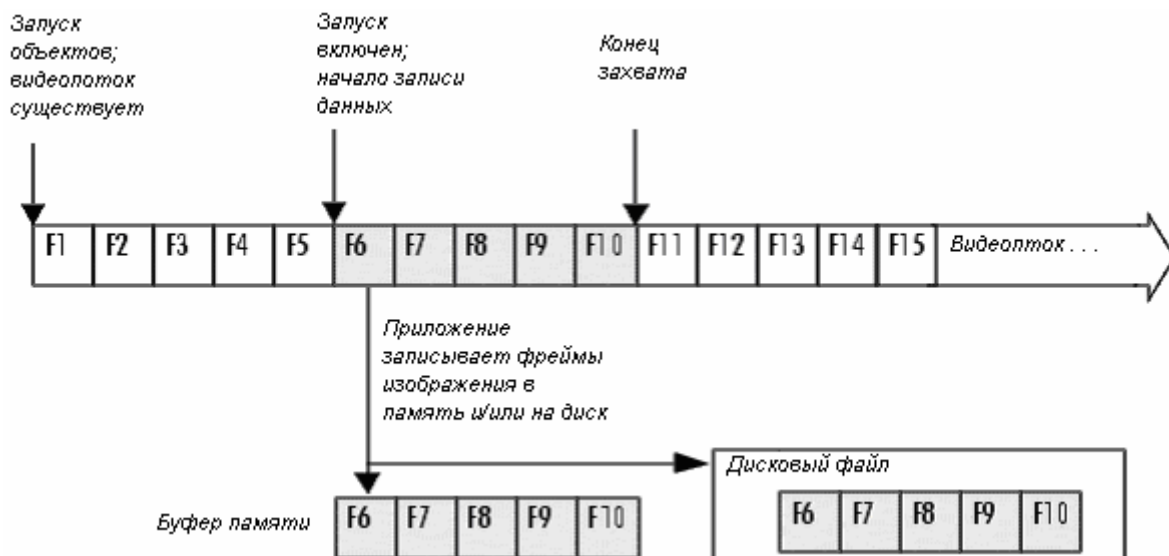 Запуск
объектов;
видеопоток
существует
Запуск
включен;
начало записи
данных
Конец
захвата
F1 F2 F3 F4 F5 F6 F7 F8 F9 F10 F11 F12 F13 F14 F15 Видеопток . . .
Приложение
записывает фреймы
изображения в
память и/или на диск
Дисковый файл
Буфер памяти F6 F7 F8 F9 F10
F6 F7 F8 F9 F10